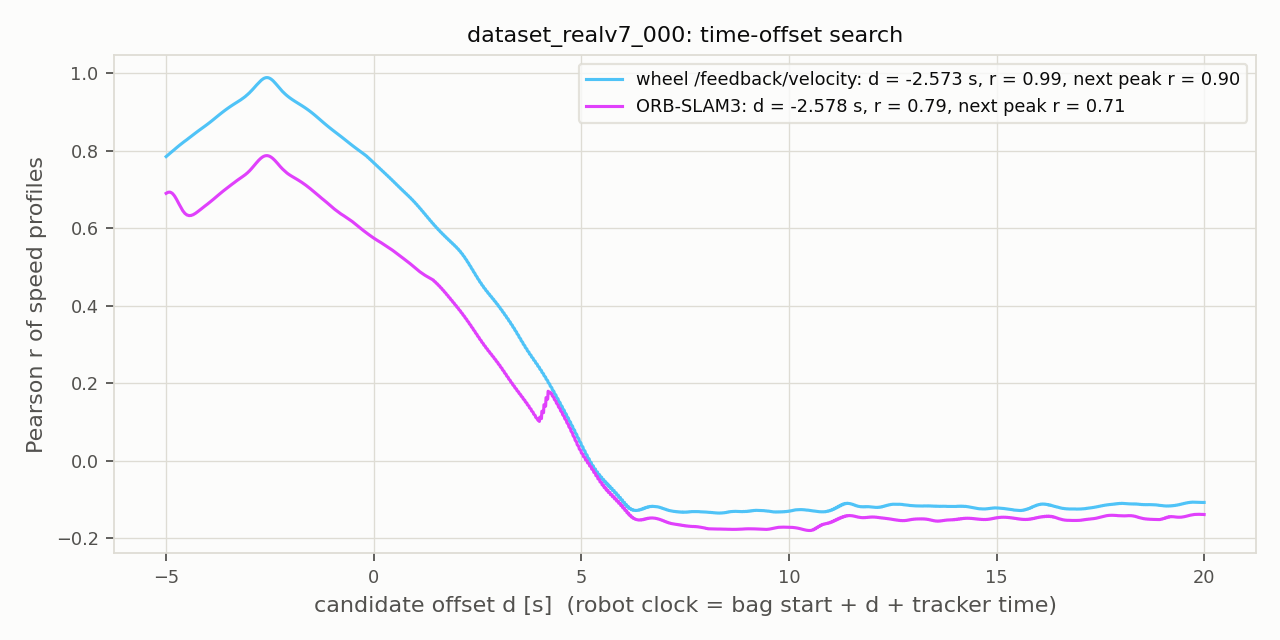 dataset_realv7_000: time-offset search
wheel /feedback/velocity: d = -2.573 s, r = 0.99, next peak r = 0.90
ORB-SLAM3: d = -2.578 s, r = 0.79, next peak r = 0.71
Pearson r of speed profiles
1.0
0.8
0.6
0.4
0.2
0.0
−0.2
−5
0
5
10
15
20
candidate offset d [s]  (robot clock = bag start + d + tracker time)